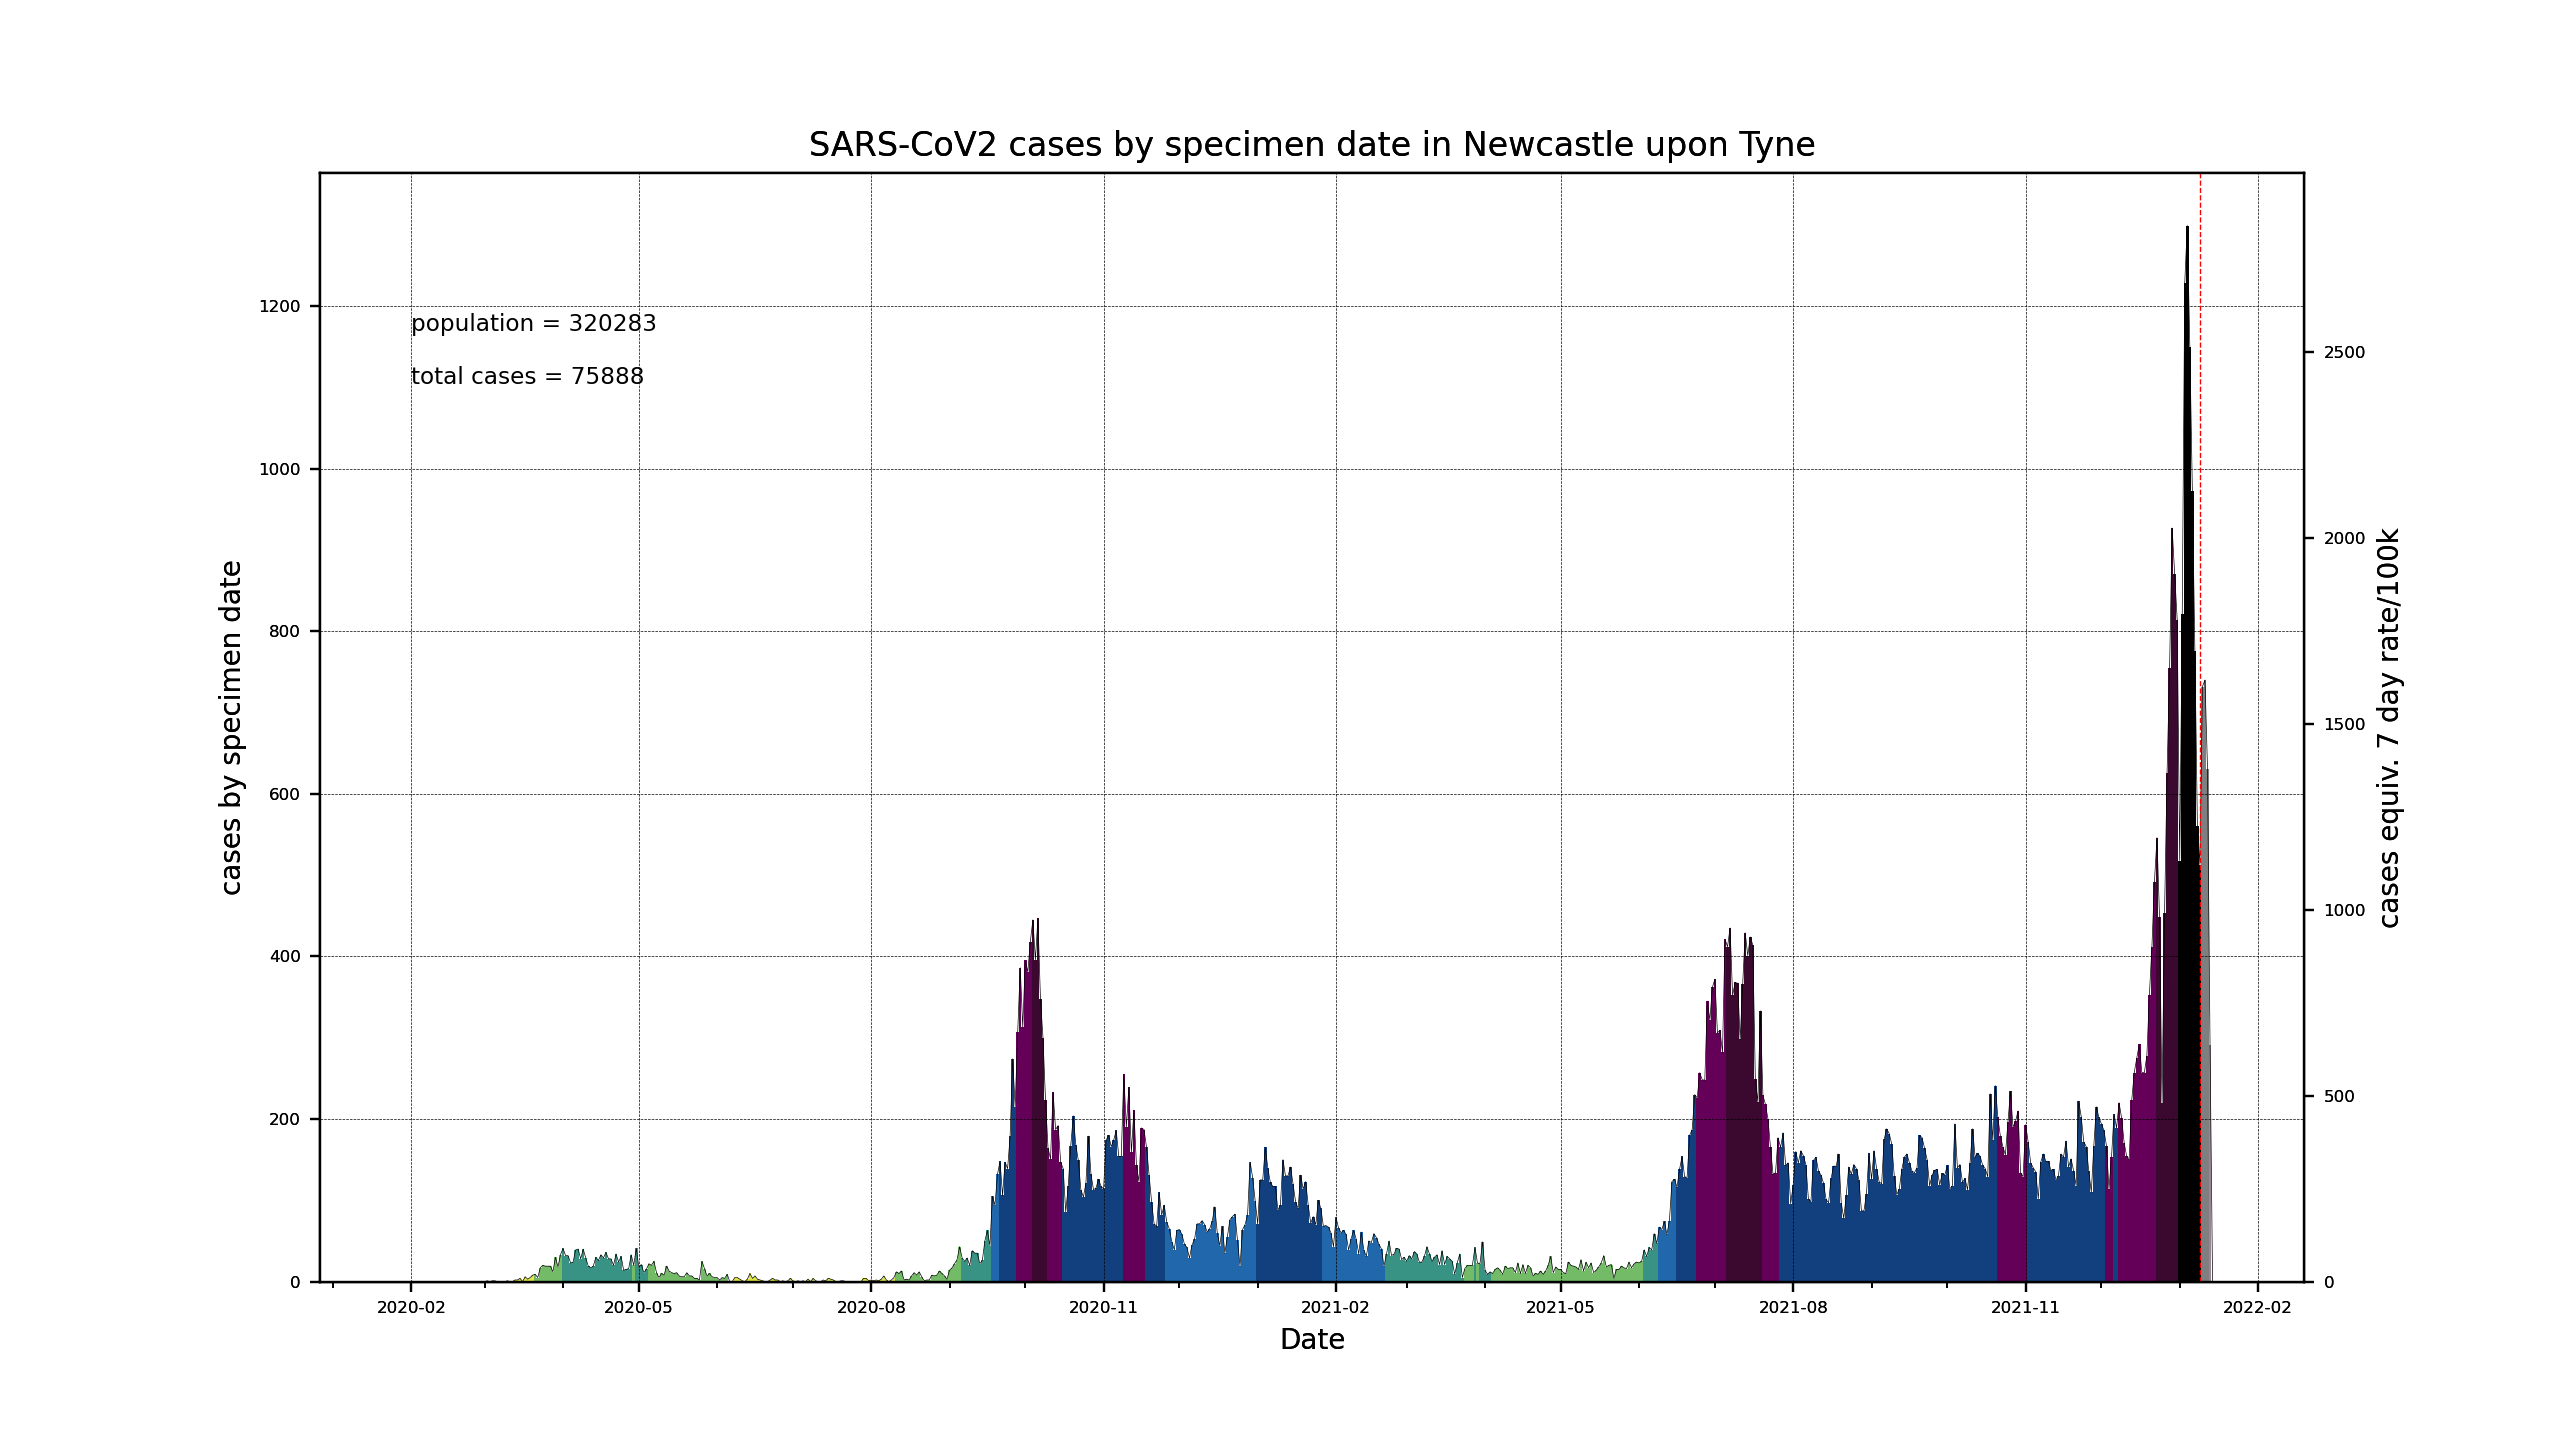 SARS-CoV2 cases by specimen date in Newcastle upon Tyne
population = 320283
total cases = 75888
cases by specimen date
1200
1000
800
600
400
200
0
2500
2000
1500
1000
500
0
cases equiv. 7 day rate/100k
2020-02 2020-05 2020-08 2020-11 2021-02 2021-05 2021-08 2021-11 2022-02
Date